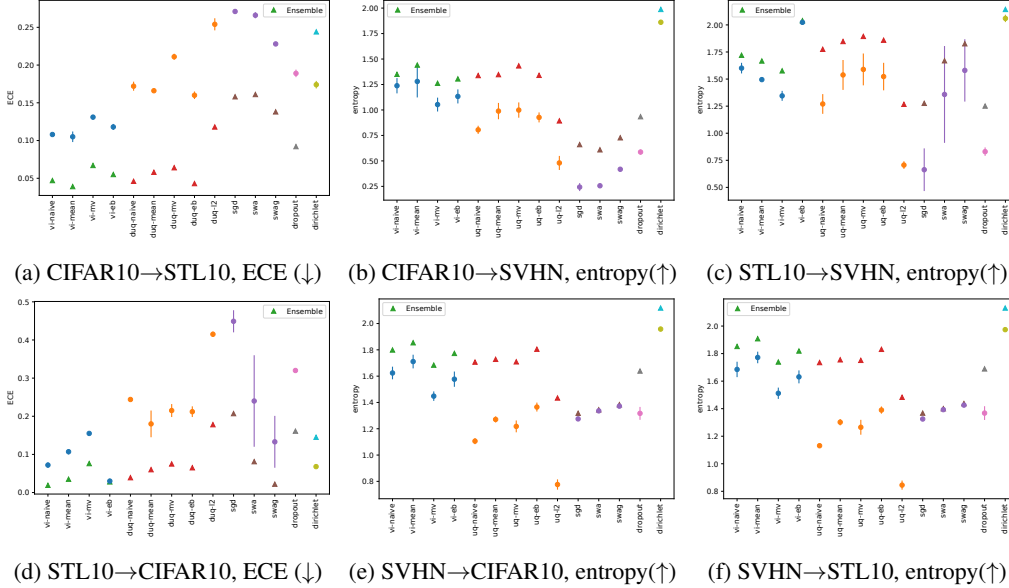 Ensemble
ECE
0.25
0.20
0.15
0.10
0.05
vi-naive
vi-mean
vi-mv
vi-eb
duq-naive
duq-mean
duq-mv
duq-eb
duq-l2
sgd
swa
swag
dropout
dirichlet
(a) CIFAR10→STL10, ECE (↓)
Ensemble
entropy
2.00
1.75
1.50
1.25
1.00
0.75
0.50
0.25
vi-naive
vi-mean
vi-mv
vi-eb
uq-naive
uq-mean
uq-mv
uq-eb
uq-l2
sgd
swa
swag
dropout
dirichlet
(b) CIFAR10→SVHN, entropy(↑)
Ensemble
entropy
2.00
1.75
1.50
1.25
1.00
0.75
0.50
vi-naive
vi-mean
vi-mv
vi-eb
uq-naive
uq-mean
uq-mv
uq-eb
uq-l2
sgd
swa
swag
dropout
dirichlet
(c) STL10→SVHN, entropy(↑)
Ensemble
ECE
0.5
0.4
0.3
0.2
0.1
0.0
vi-naive
vi-mean
vi-mv
vi-eb
duq-naive
duq-mean
duq-mv
duq-eb
duq-l2
sgd
swa
swag
dropout
dirichlet
(d) STL10→CIFAR10, ECE (↓)
Ensemble
entropy
2.0
1.8
1.6
1.4
1.2
1.0
0.8
vi-naive
vi-mean
vi-mv
vi-eb
uq-naive
uq-mean
uq-mv
uq-eb
uq-l2
sgd
swa
swag
dropout
dirichlet
(e) SVHN→CIFAR10, entropy(↑)
Ensemble
entropy
2.0
1.8
1.6
1.4
1.2
1.0
0.8
vi-naive
vi-mean
vi-mv
vi-eb
uq-naive
uq-mean
uq-mv
uq-eb
uq-l2
sgd
swa
swag
dropout
dirichlet
(f) SVHN→STL10, entropy(↑)